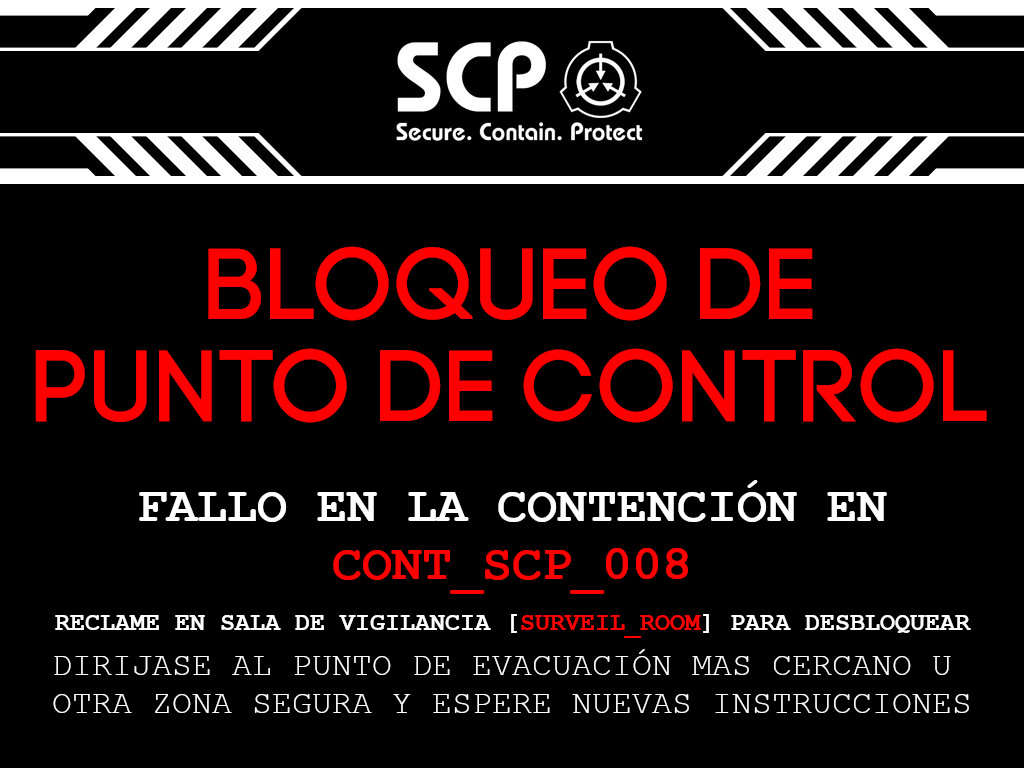 SCP
Secure. Contain. Protect
BLOQUEO DE
PUNTO DE CONTROL
FALLO EN LA CONTENCIÓN EN
CONT_SCP_008
RECLAME EN SALA DE VIGILANCIA [SURVEIL_ROOM] PARA DESBLOQUEAR
DIRIJASE AL PUNTO DE EVACUACIÓN MAS CERCANO U
OTRA ZONA SEGURA Y ESPERE NUEVAS INSTRUCCIONES